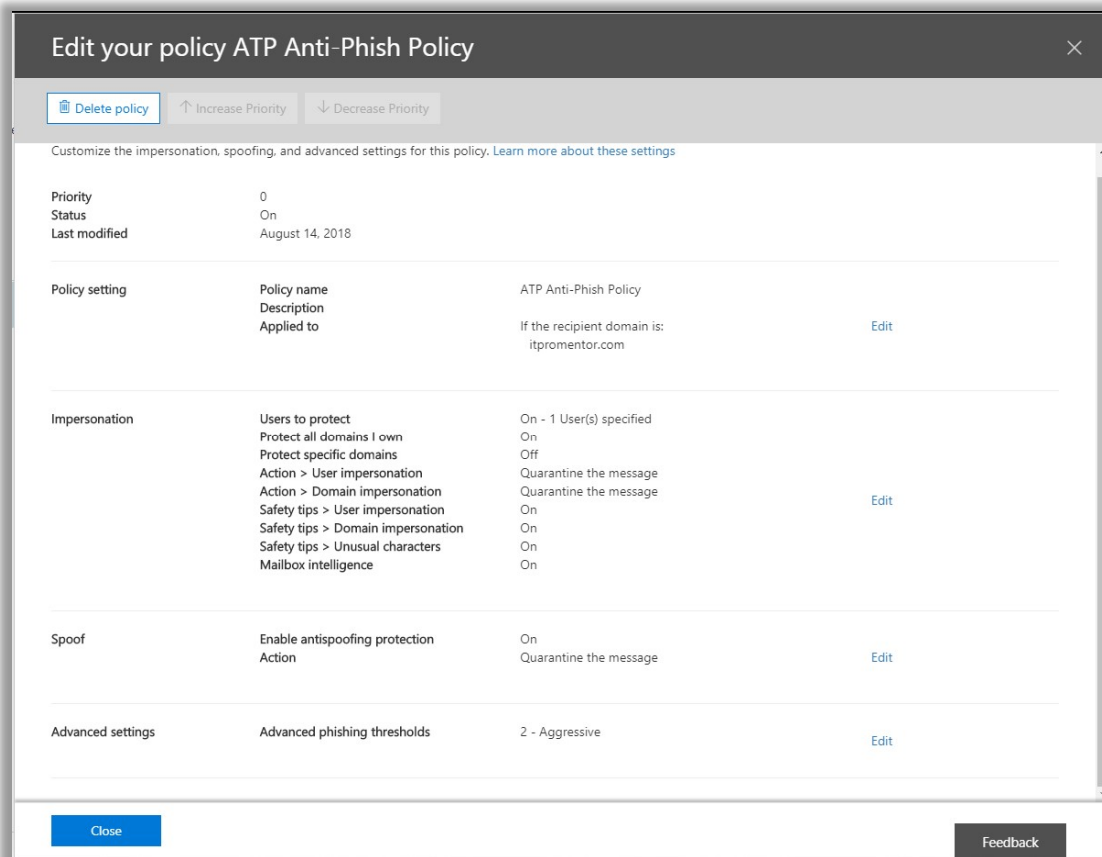 Edit your policy ATP Anti-Phish Policy
Delete policy Increase Priority Decrease Priority
Customize the impersonation, spoofing, and advanced settings for this policy. Learn more about these settings
Priority 0
Status On
Last modified August 14, 2018
Policy setting Policy name ATP Anti-Phish Policy
Description
Applied to If the recipient domain is: Edit
itpromentor.com
Impersonation Users to protect On - 1 User(s) specified
Protect all domains I own On
Protect specific domains Off
Action > User impersonation Quarantine the message
Action > Domain impersonation Quarantine the message Edit
Safety tips > User impersonation On
Safety tips > Domain impersonation On
Safety tips > Unusual characters On
Mailbox intelligence On
Spoof Enable antispoofing protection On
Action Quarantine the message Edit
Advanced settings Advanced phishing thresholds 2 - Aggressive Edit
Close Feedback